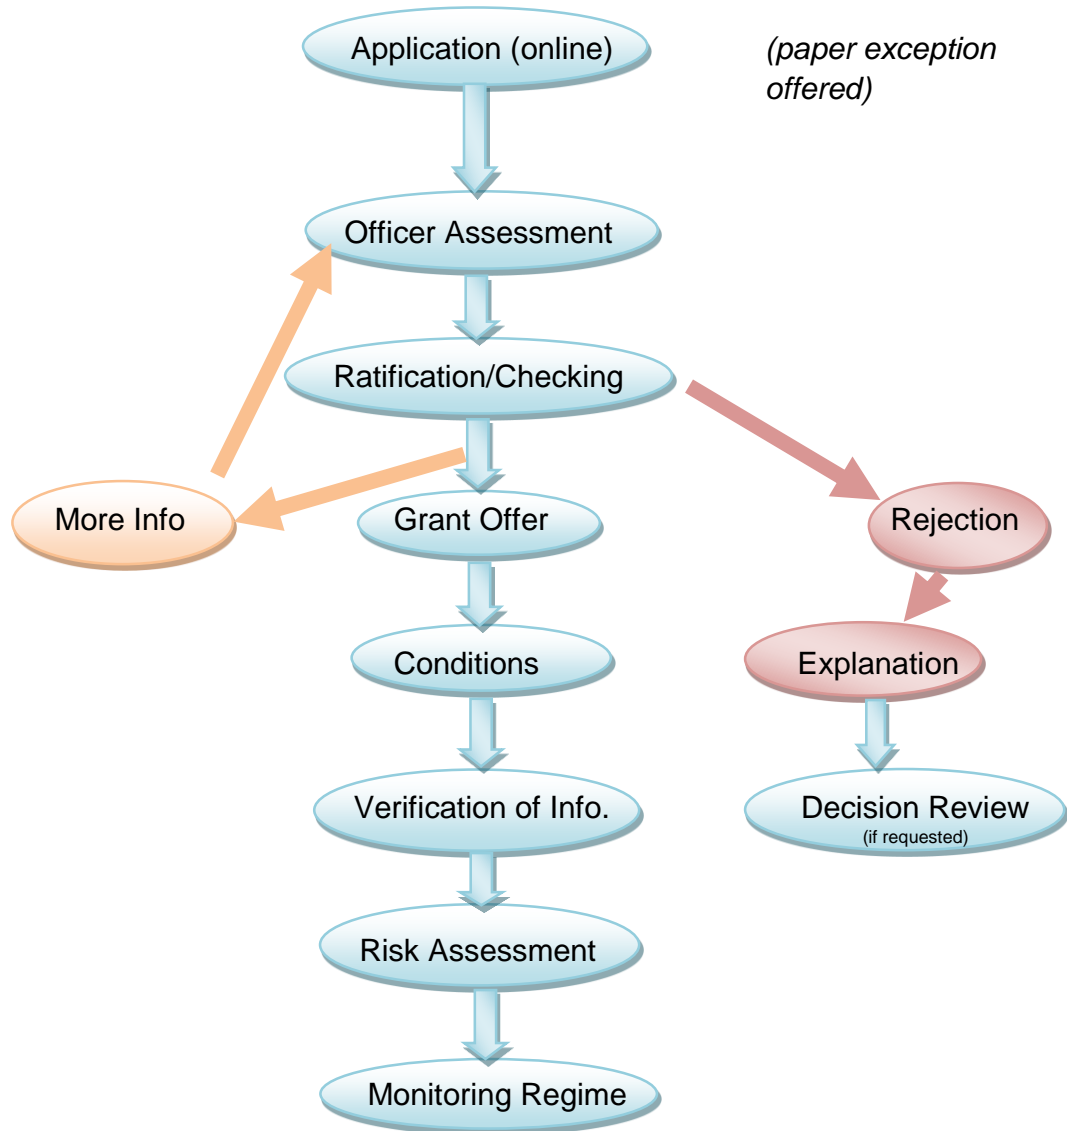 Application (online)
(paper exception
offered)
Officer Assessment
Ratification/Checking
More Info
Grant Offer
Rejection
Conditions
Explanation
Verification of Info.
Decision Review
(if requested)
Risk Assessment
Monitoring Regime